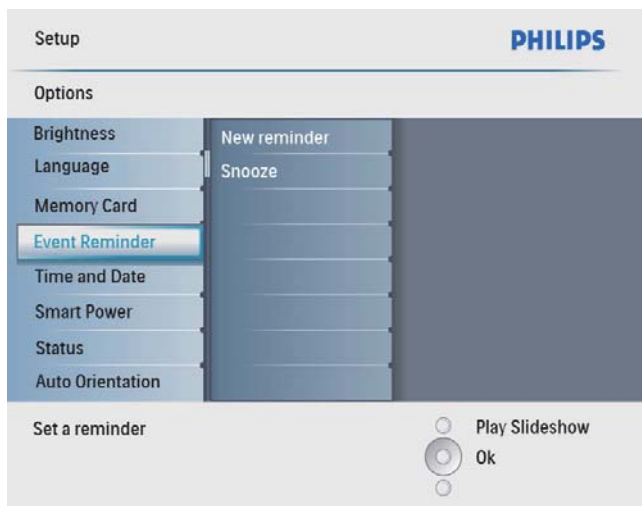 Setup
PHILIPS
Options
Brightness
Language
Memory Card
Event Reminder
Time and Date
Smart Power
Status
Auto Orientation
New reminder
Snooze
Set a reminder
Play Slideshow
Ok